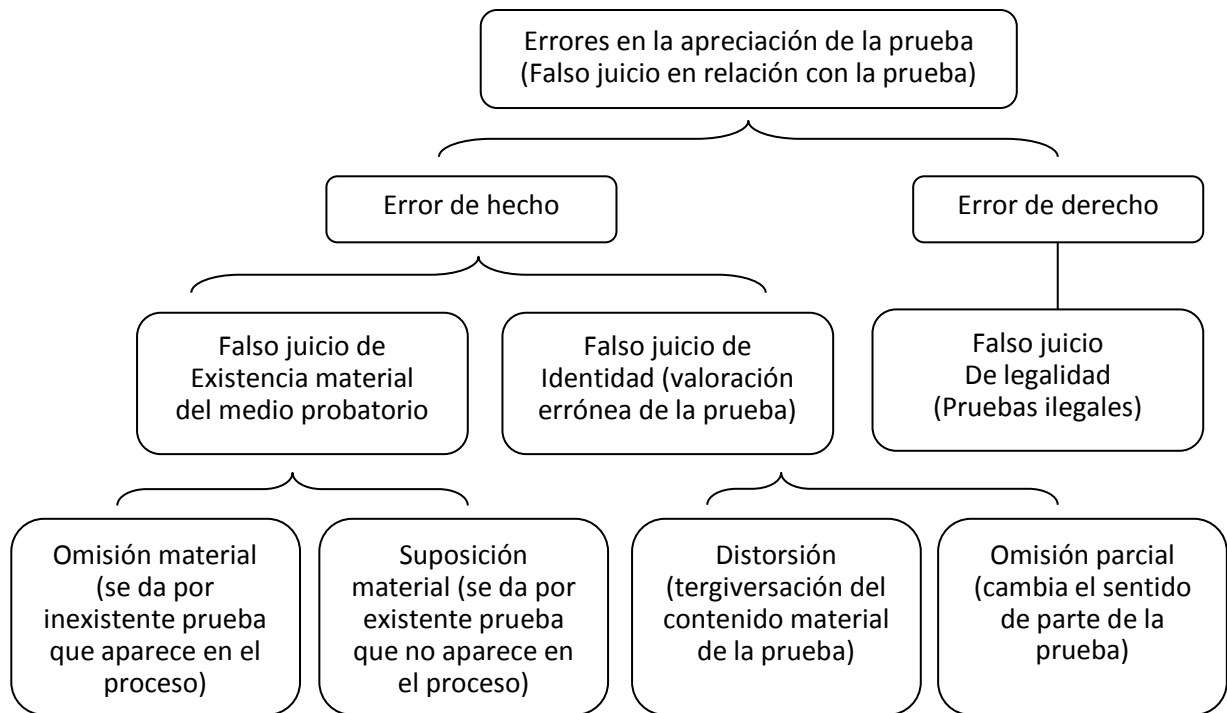 Errores en la apreciación de la prueba
(Falso juicio en relación con la prueba)
Error de hecho
Error de derecho
Falso juicio de
Existencia material
del medio probatorio
Falso juicio de
Identidad (valoración
errónea de la prueba)
Falso juicio
De legalidad
(Pruebas ilegales)
Omisión material
(se da por
inexistente prueba
que aparece en el
proceso)
Suposición
material (se da por
existente prueba
que no aparece en
el proceso)
Distorsión
(tergiversación del
contenido material
de la prueba)
Omisión parcial
(cambia el sentido
de parte de la
prueba)